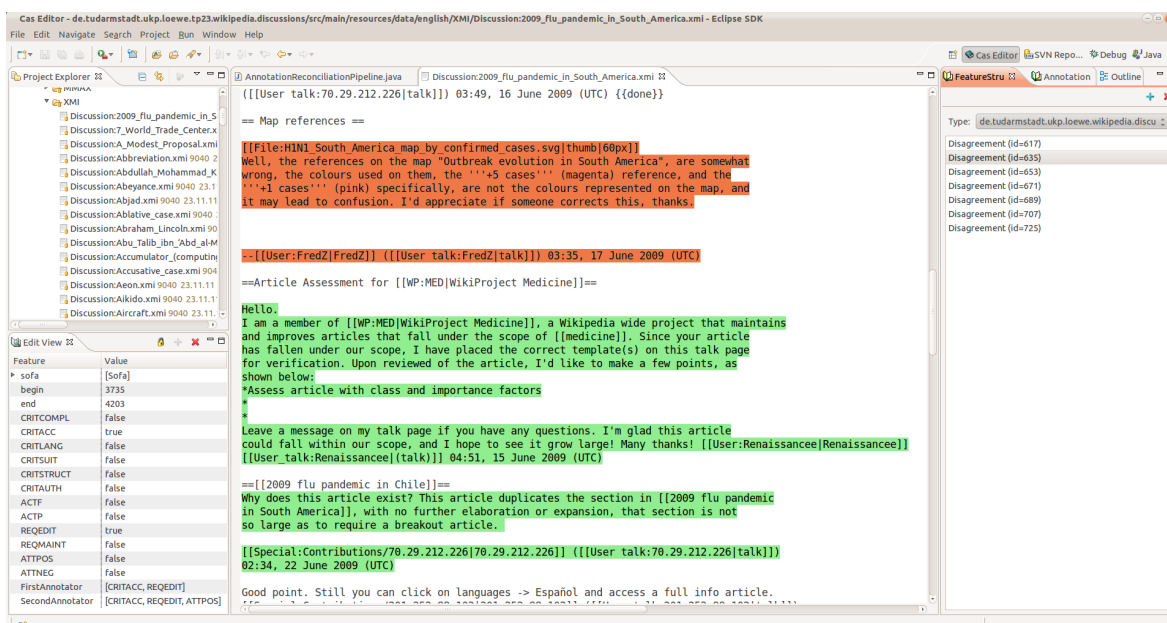 Cas Editor - de.tudarmstadt.ukp.loewe.tp23.wikipedia.discussions/src/main/resources/data/english/XMI/Discussion:2009_flu_pandemic_in_South_America.xmi - Eclipse SDK
File Edit Navigate Search Project Run Window Help
Cas Editor SVN Repo... Debug Java
Project Explorer
MMAX
XMI
Discussion:2009_flu_pandemic_in_S
Discussion:7_World_Trade_Center.x
Discussion:A_Modest_Proposal.xmi
Discussion:Abbreviation.xmi 9040 2
Discussion:Abdullah_Mohammad_K
Discussion:Abeyance.xmi 9040 23.1
Discussion:Abjad.xmi 9040 23.11.11
Discussion:Ablative_case.xmi 9040
Discussion:Abraham_Lincoln.xmi 90
Discussion:Abu_Talib_ibn_'Abd_al-M
Discussion:Accumulator_(computing
Discussion:Accusative_case.xmi 904
Discussion:Aeon.xmi 9040 23.11.11
Discussion:Aikido.xmi 9040 23.11.1
Discussion:Aircraft.xmi 9040 23.11.
Edit View
Feature Value
sofa [Sofa]
begin 3735
end 4203
CRITCOMPL false
CRITACC true
CRITLANG false
CRITSUIT false
CRITSTRUCT false
CRITAUTH false
ACTF false
ACTP false
REQEDIT true
REQMAINT false
ATTPOS false
ATTNEG false
FirstAnnotator [CRITACC, REQEDIT]
SecondAnnotator [CRITACC, REQEDIT, ATTPOS]
AnnotationReconciliationPipeline.java Discussion:2009_flu_pandemic_in_South_America.xmi
([[User talk:70.29.212.226|talk]]) 03:49, 16 June 2009 (UTC) {{done}}
== Map references ==
[[File:H1N1_South_America_map_by_confirmed_cases.svg|thumb|60px]]
Well, the references on the map "Outbreak evolution in South America", are somewhat
wrong, the colours used on them, the '''+5 cases''' (magenta) reference, and the
'''+1 cases''' (pink) specifically, are not the colours represented on the map, and
it may lead to confusion. I'd appreciate if someone corrects this, thanks.
--[[User:FredZ|FredZ]] ([[User talk:FredZ|talk]]) 03:35, 17 June 2009 (UTC)
==Article Assessment for [[WP:MED|WikiProject Medicine]]==
Hello.
I am a member of [[WP:MED|WikiProject Medicine]], a Wikipedia wide project that maintains
and improves articles that fall under the scope of [[medicine]]. Since your article
has fallen under our scope, I have placed the correct template(s) on this talk page
for verification. Upon reviewed of the article, I'd like to make a few points, as
shown below:
*Assess article with class and importance factors
*
*
Leave a message on my talk page if you have any questions. I'm glad this article
could fall within our scope, and I hope to see it grow large! Many thanks! [[User:Renaissancee|Renaissancee]]
[[User_talk:Renaissancee|(talk)]] 04:51, 15 June 2009 (UTC)
==[[2009 flu pandemic in Chile]]==
Why does this article exist? This article duplicates the section in [[2009 flu pandemic
in South America]], with no further elaboration or expansion, that section is not
so large as to require a breakout article.
[[Special:Contributions/70.29.212.226|70.29.212.226]] ([[User talk:70.29.212.226|talk]])
02:34, 22 June 2009 (UTC)
Good point. Still you can click on languages -> Español and access a full info article.
FeatureStru Annotation Outline
Type: de.tudarmstadt.ukp.loewe.wikipedia.discu
Disagreement (id=617)
Disagreement (id=635)
Disagreement (id=653)
Disagreement (id=671)
Disagreement (id=689)
Disagreement (id=707)
Disagreement (id=725)